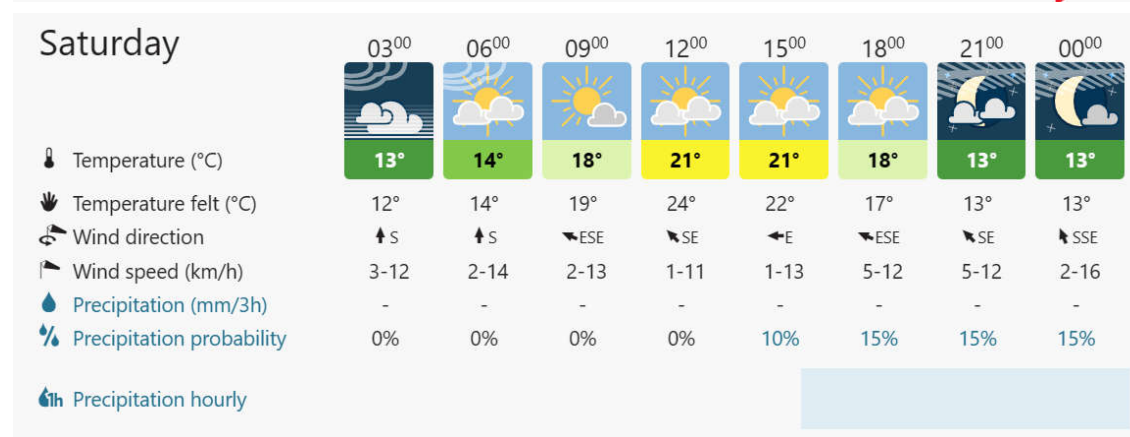 Saturday 03⁰⁰ 06⁰⁰ 09⁰⁰ 12⁰⁰ 15⁰⁰ 18⁰⁰ 21⁰⁰ 00⁰⁰
Temperature (°C) 13° 14° 18° 21° 21° 18° 13° 13°
Temperature felt (°C) 12° 14° 19° 24° 22° 17° 13° 13°
Wind direction S S ESE SE E ESE SE SSE
Wind speed (km/h) 3-12 2-14 2-13 1-11 1-13 5-12 5-12 2-16
Precipitation (mm/3h) - - - - - - - -
Precipitation probability 0% 0% 0% 0% 10% 15% 15% 15%
1h Precipitation hourly